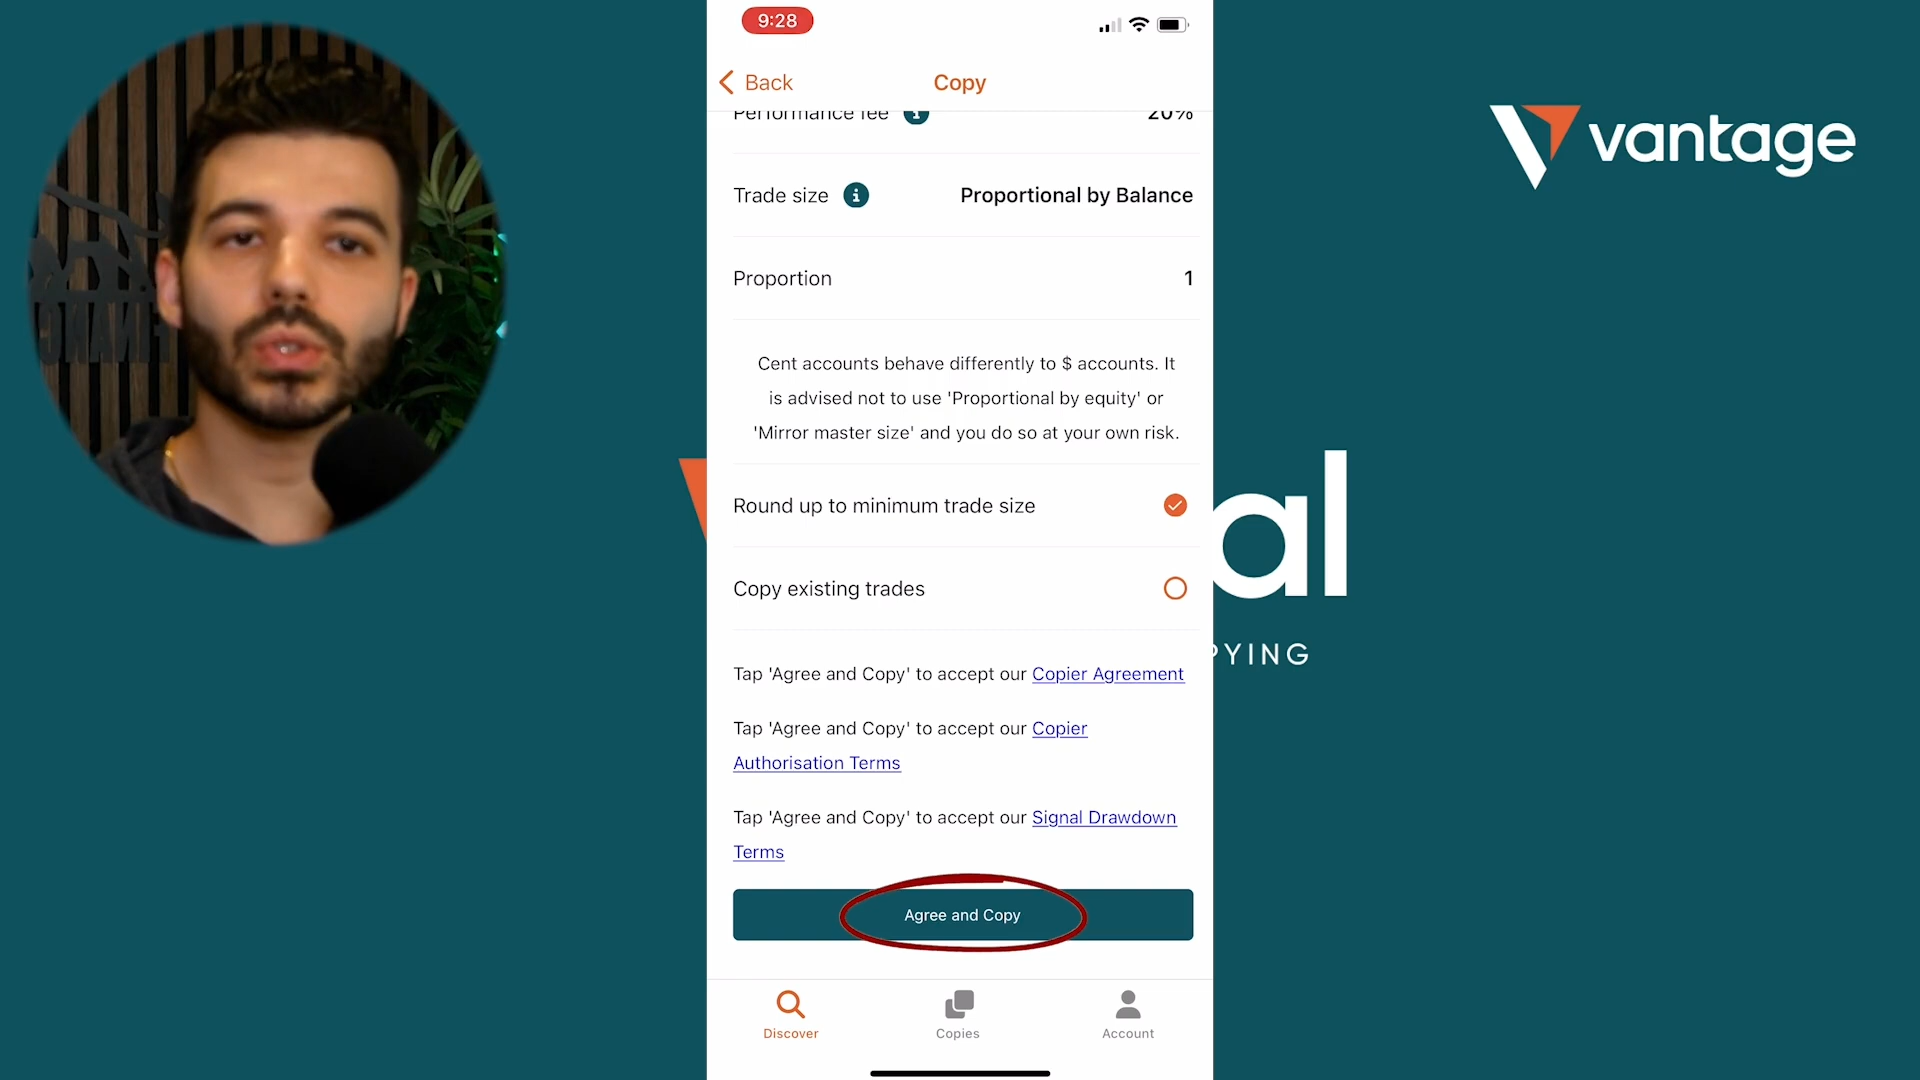 9:28
Back
Copy
vantage
Performance fee
20%
Trade size
Proportional by Balance
Proportion
1
Cent accounts behave differently to $ accounts. It
is advised not to use 'Proportional by equity' or
'Mirror master size' and you do so at your own risk.
Round up to minimum trade size
al
Copy existing trades
PYING
Tap 'Agree and Copy' to accept our Copier Agreement
Tap 'Agree and Copy' to accept our Copier
Authorisation Terms
Tap 'Agree and Copy' to accept our Signal Drawdown
Terms
Agree and Copy
Discover
Copies
Account